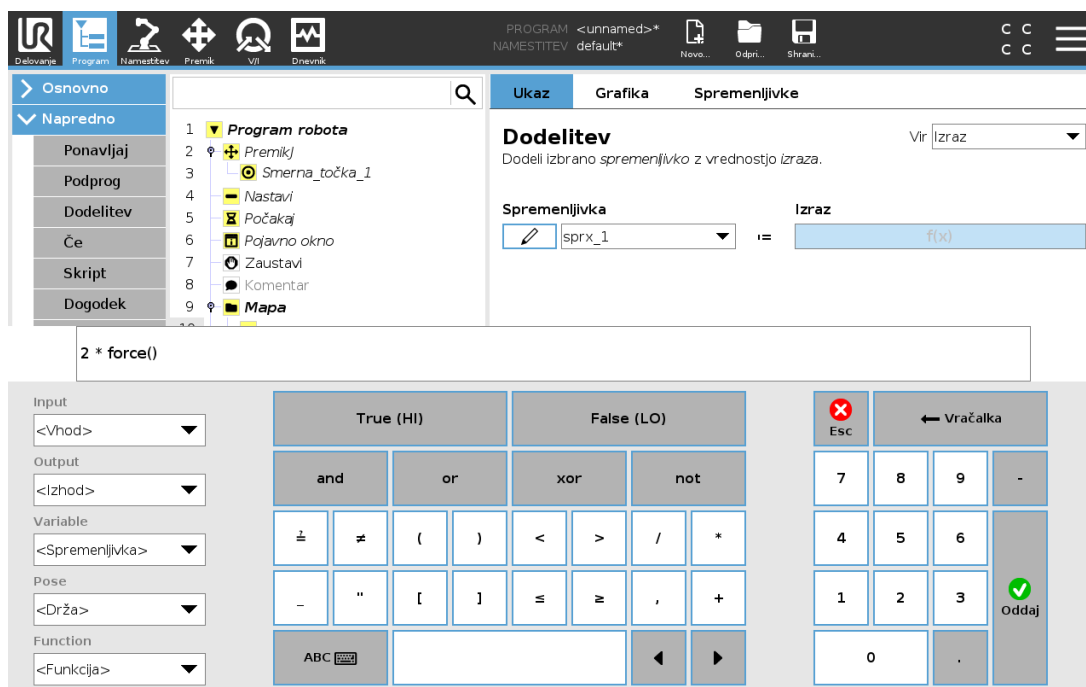 UR
PROGRAM <unnamed>*
NAMESTITEV default*
C C
C C
Delovanje Program Namestitev Premik V/I Dnevnik Novo... Odpri... Shrani...
Osnovno
Napredno
Ponavljaj
Podprog
Dodelitev
Če
Skript
Dogodek
1 Program robota
2 PremikJ
3 Smerna_točka_1
4 Nastavi
5 Počakaj
6 Pojavno okno
7 Zaustavi
8 Komentar
9 Mapa
Ukaz Grafika Spremenljivke
Dodelitev
Vir Izraz
Dodeli izbrano spremenljivko z vrednostjo izraza.
Spremenljivka Izraz
sprx_1 := f(x)
2 * force()
Input
<Vhod>
Output
<Izhod>
Variable
<Spremenljivka>
Pose
<Drža>
Function
<Funkcija>
True (HI) False (LO)
and or xor not
≟ ≠ ( ) < > / *
_ " [ ] ≤ ≥ , +
ABC
Esc Vračalka
7 8 9 -
4 5 6
1 2 3 Oddaj
0 .